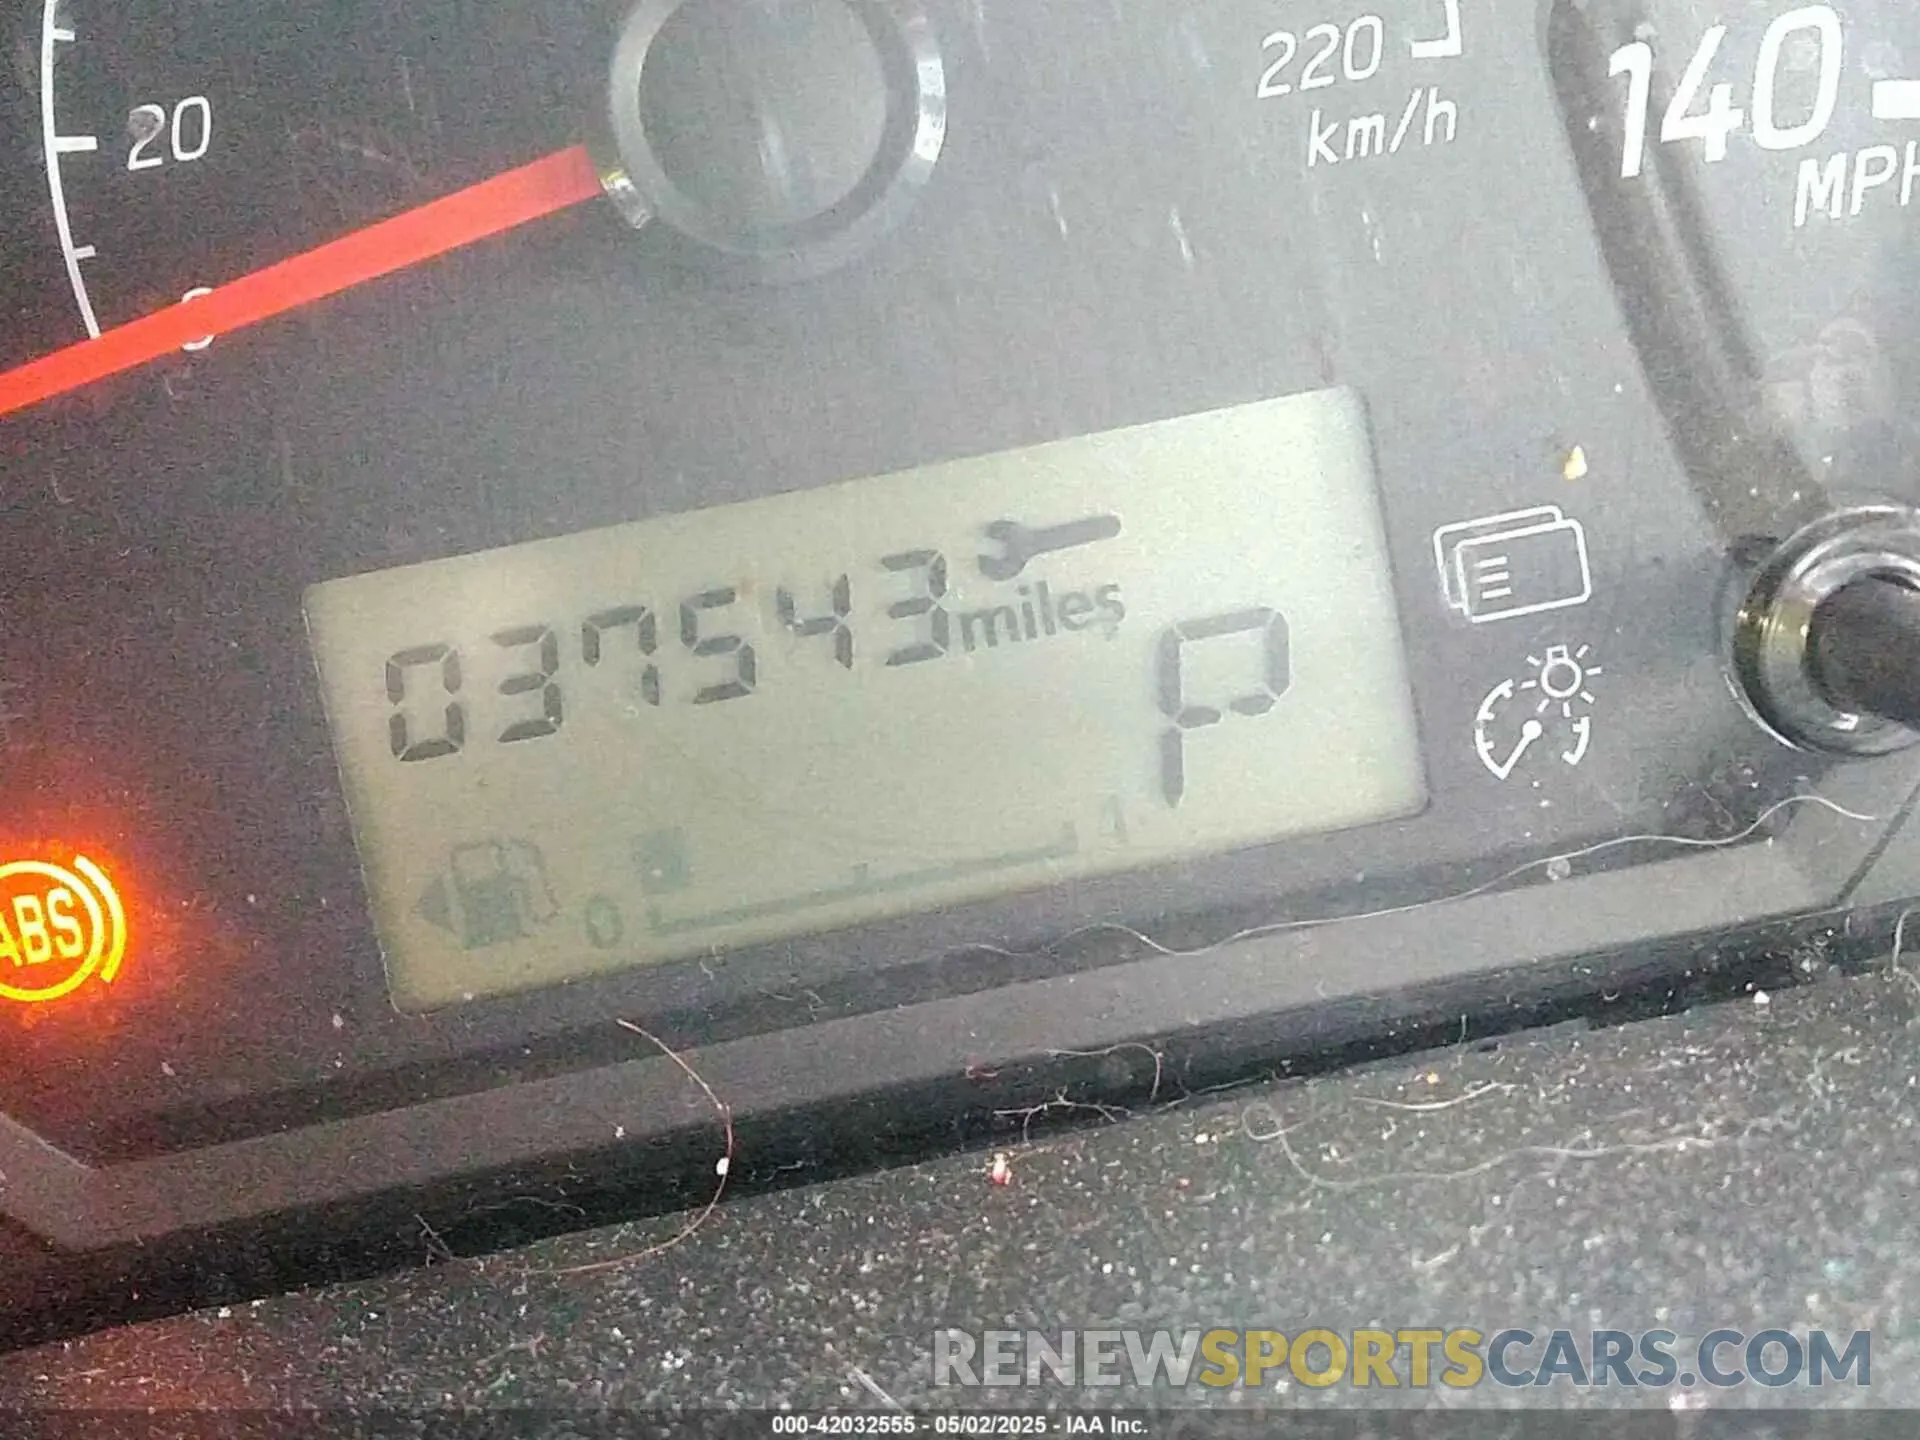 220
km/h
140
MPH
20
0
037543 miles
P
0 1
ABS
RENEWSPORTSCARS.COM
000-42032555 - 05/02/2025 - IAA Inc.